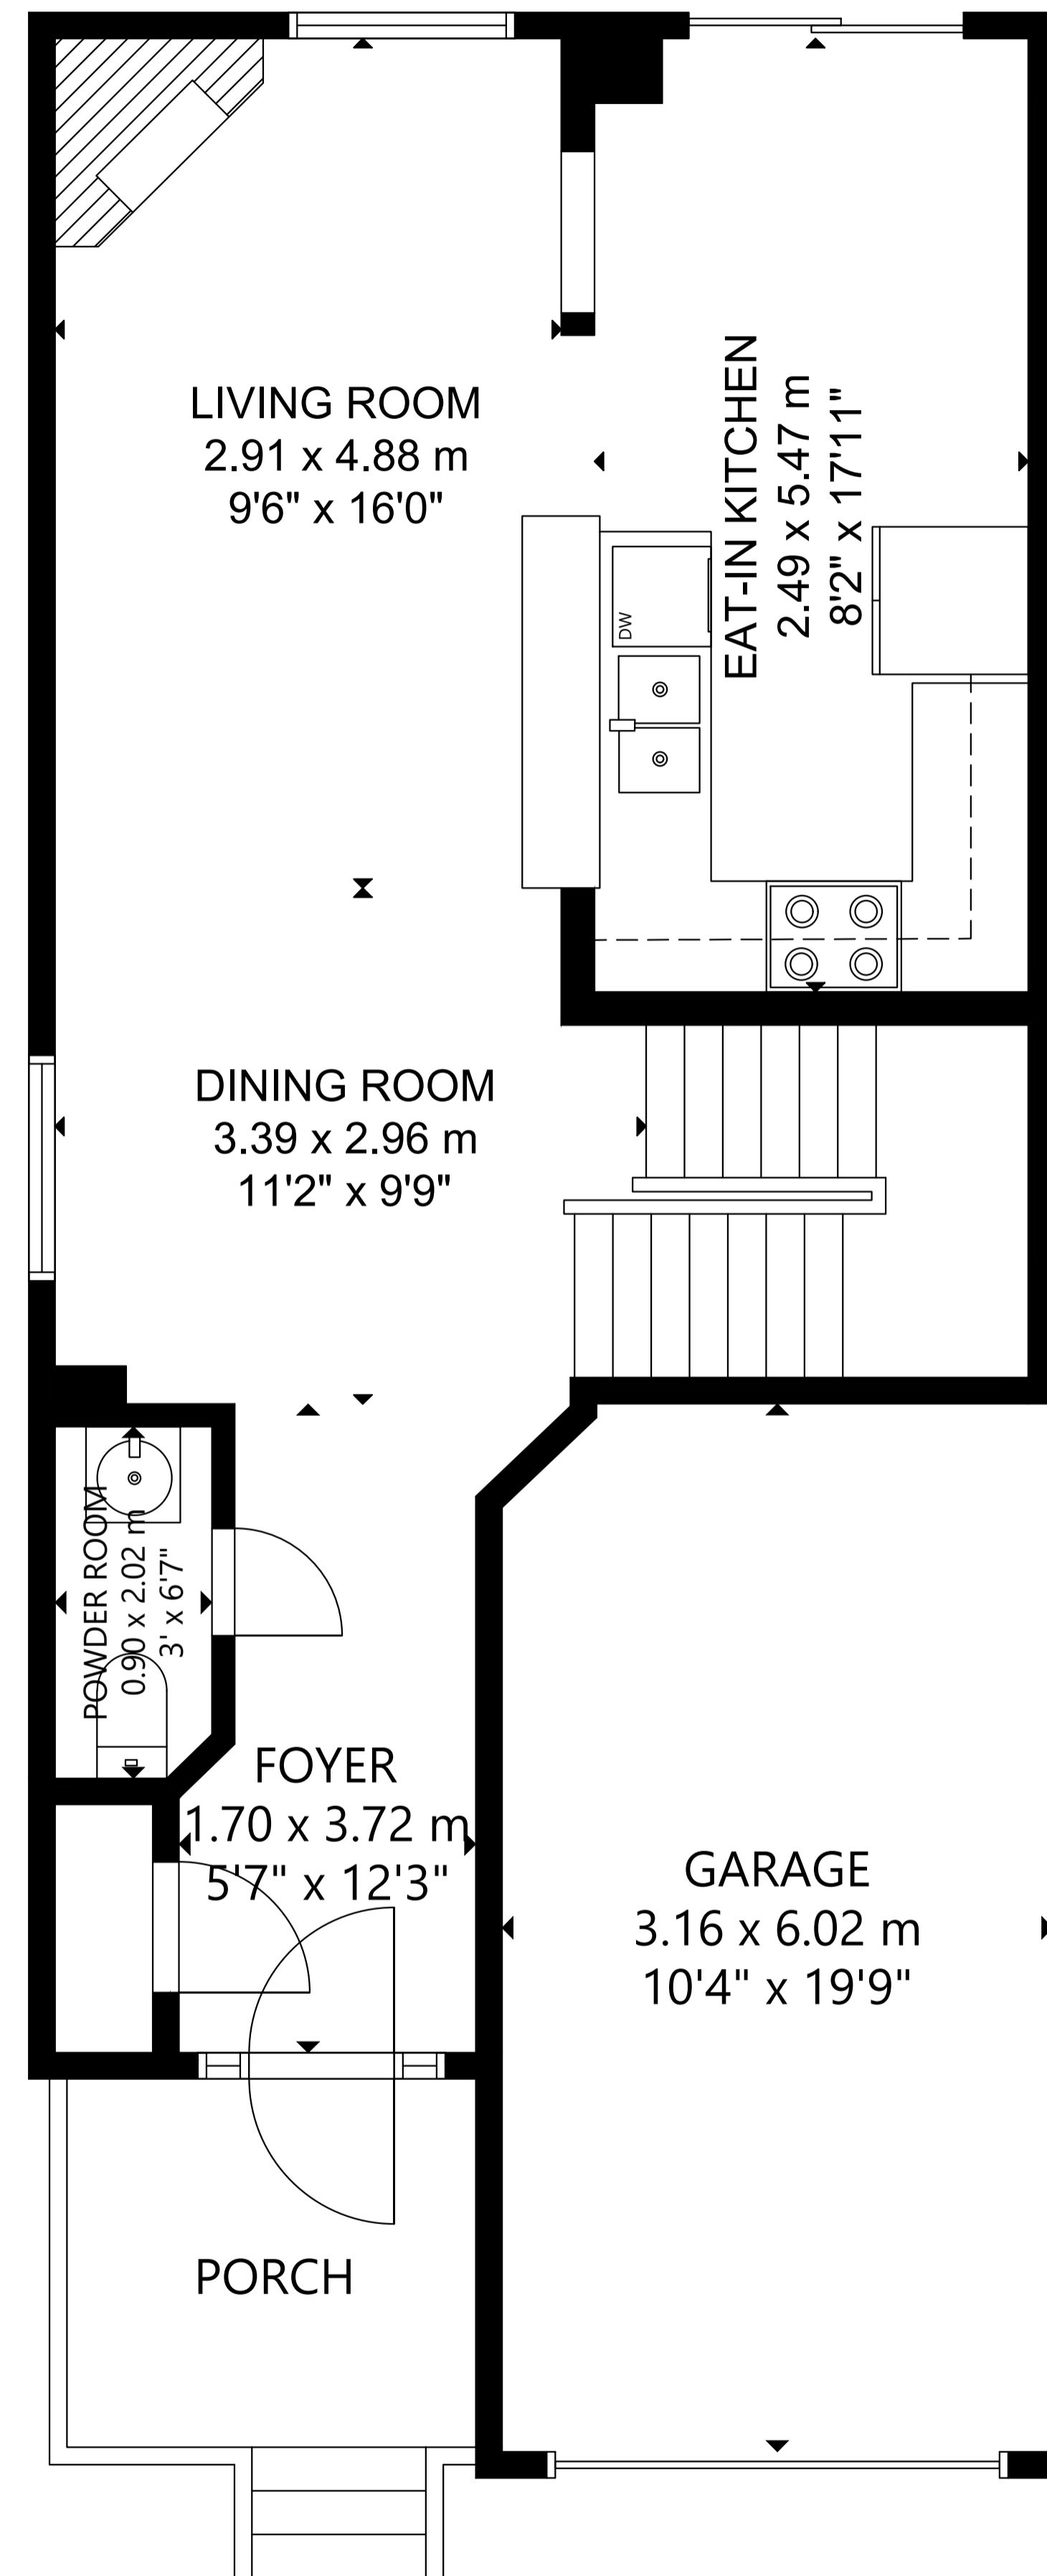 LIVING ROOM
2.91 x 4.88 m
9'6" x 16'0"
EAT-IN KITCHEN
2.49 x 5.47 m
8'2" x 17'11"
DW
DINING ROOM
3.39 x 2.96 m
11'2" x 9'9"
POWDER ROOM
0.90 x 2.02 m
3' x 6'7"
FOYER
1.70 x 3.72 m
5'7" x 12'3"
GARAGE
3.16 x 6.02 m
10'4" x 19'9"
PORCH